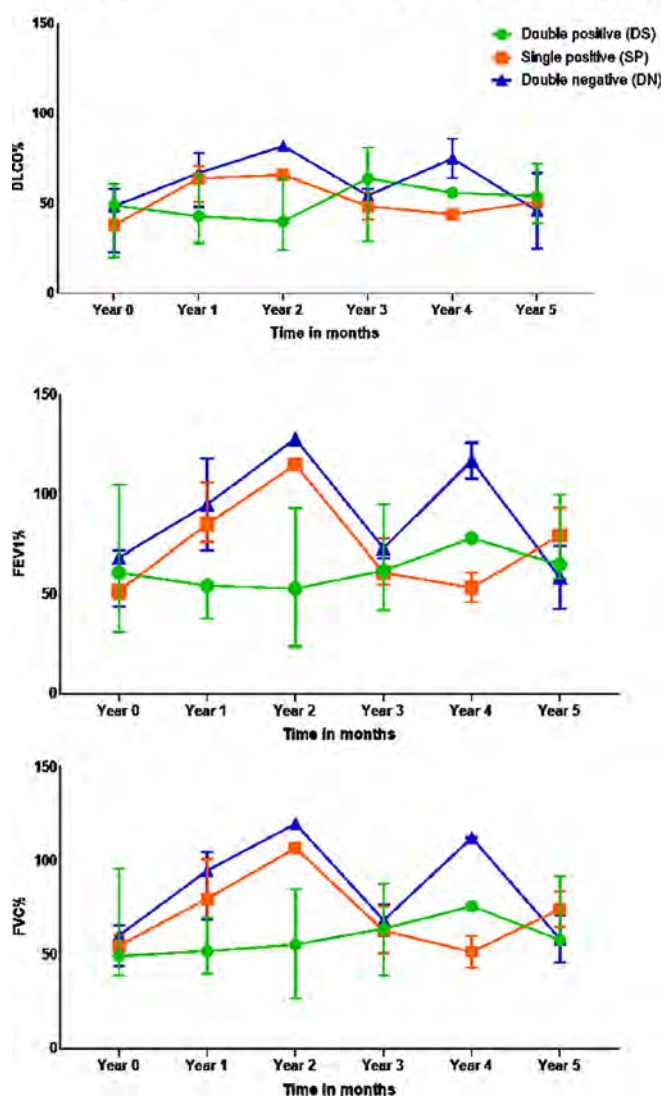 150
Double positive (DS)
Single positive (SP)
Double negative (DN)
100
DLCO%
50
0
Year 0 Year 1 Year 2 Year 3 Year 4 Year 5
Time in months
150
100
FEV1%
50
0
Year 0 Year 1 Year 2 Year 3 Year 4 Year 5
Time in months
150
100
FVC%
50
0
Year 0 Year 1 Year 2 Year 3 Year 4 Year 5
Time in months